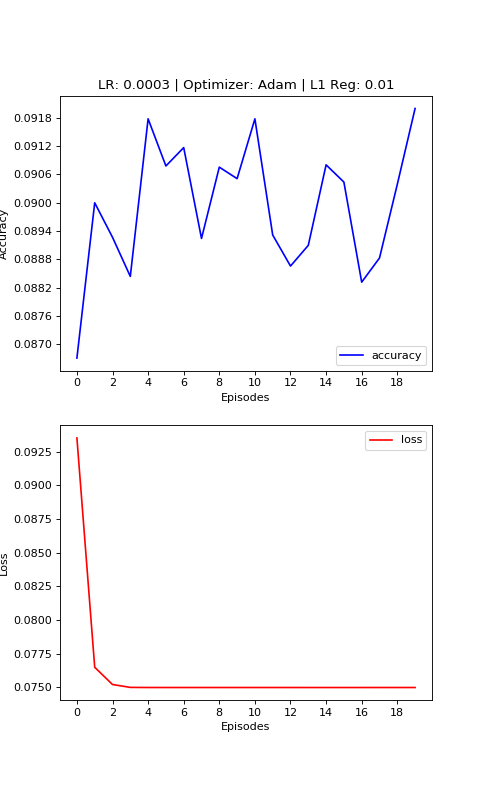 LR: 0.0003 | Optimizer: Adam | L1 Reg: 0.01
0.0918
0.0912
0.0906
0.0900
0.0894
0.0888
0.0882
0.0876
0.0870
Accuracy
accuracy
0 2 4 6 8 10 12 14 16 18
Episodes
loss
0.0925
0.0900
0.0875
0.0850
0.0825
0.0800
0.0775
0.0750
Loss
0 2 4 6 8 10 12 14 16 18
Episodes